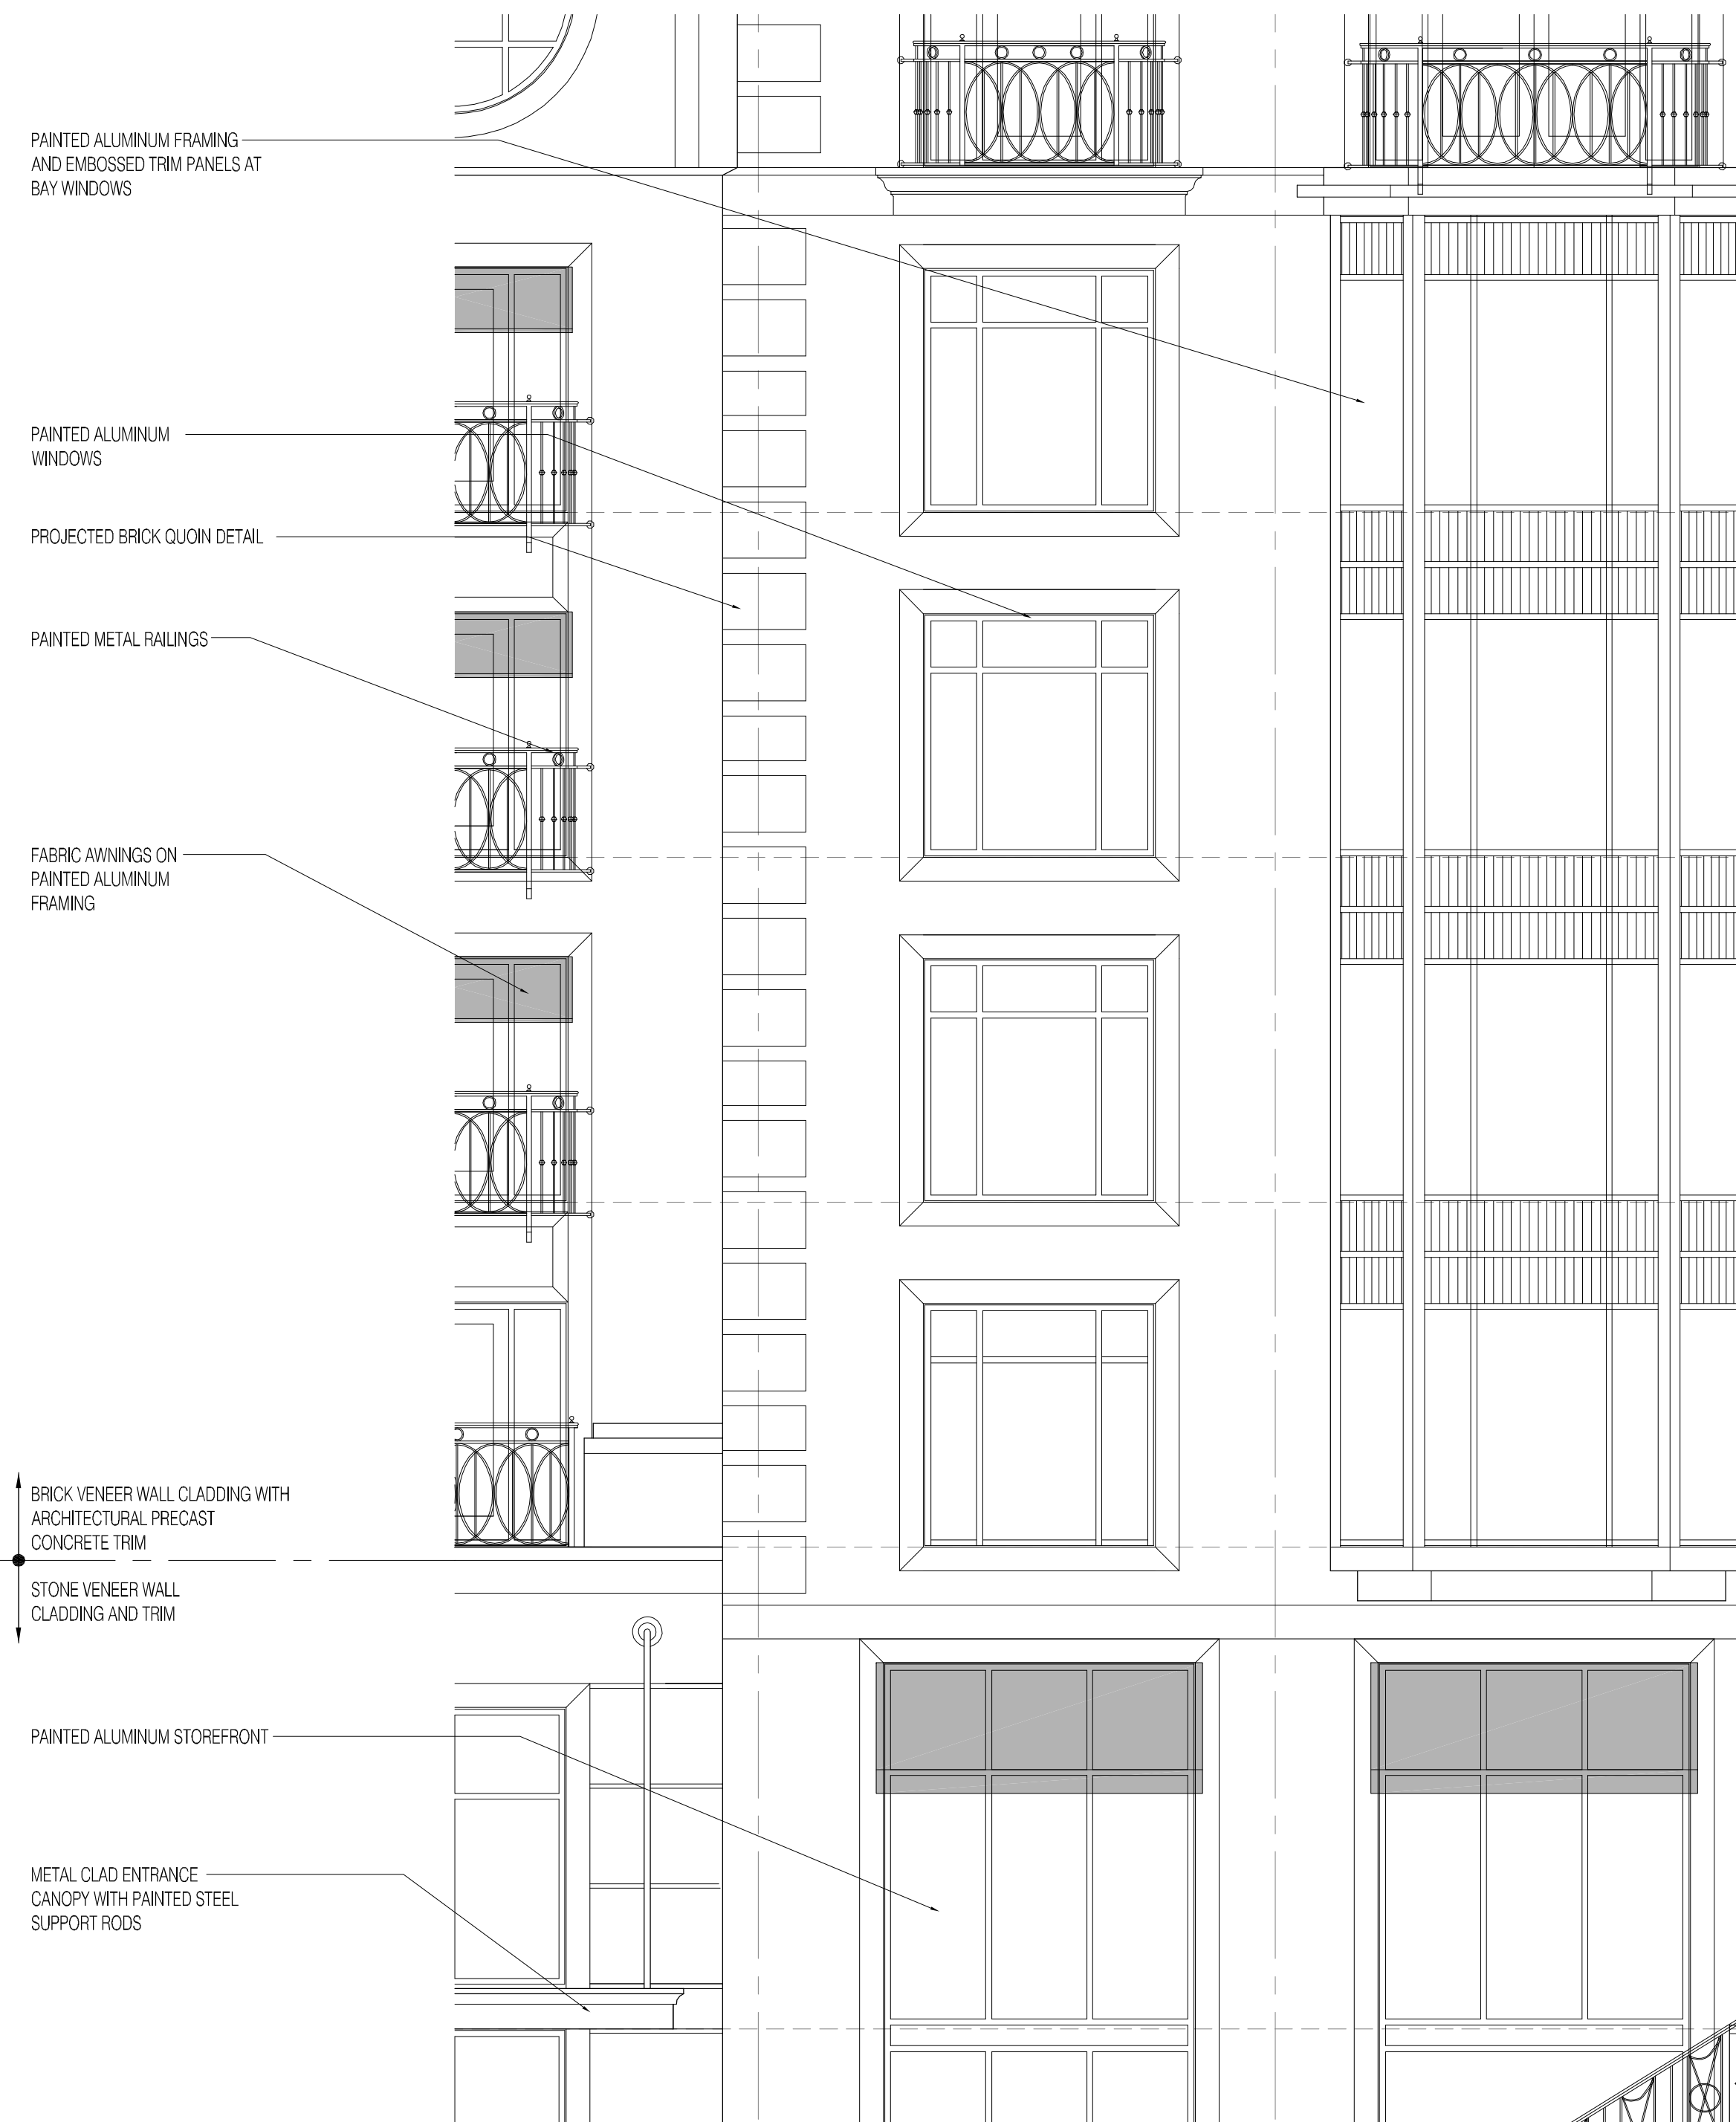 PAINTED ALUMINUM FRAMING
AND EMBOSSED TRIM PANELS AT
BAY WINDOWS
PAINTED ALUMINUM
WINDOWS
PROJECTED BRICK QUOIN DETAIL
PAINTED METAL RAILINGS
FABRIC AWNINGS ON
PAINTED ALUMINUM
FRAMING
BRICK VENEER WALL CLADDING WITH
ARCHITECTURAL PRECAST
CONCRETE TRIM
STONE VENEER WALL
CLADDING AND TRIM
PAINTED ALUMINUM STOREFRONT
METAL CLAD ENTRANCE
CANOPY WITH PAINTED STEEL
SUPPORT RODS